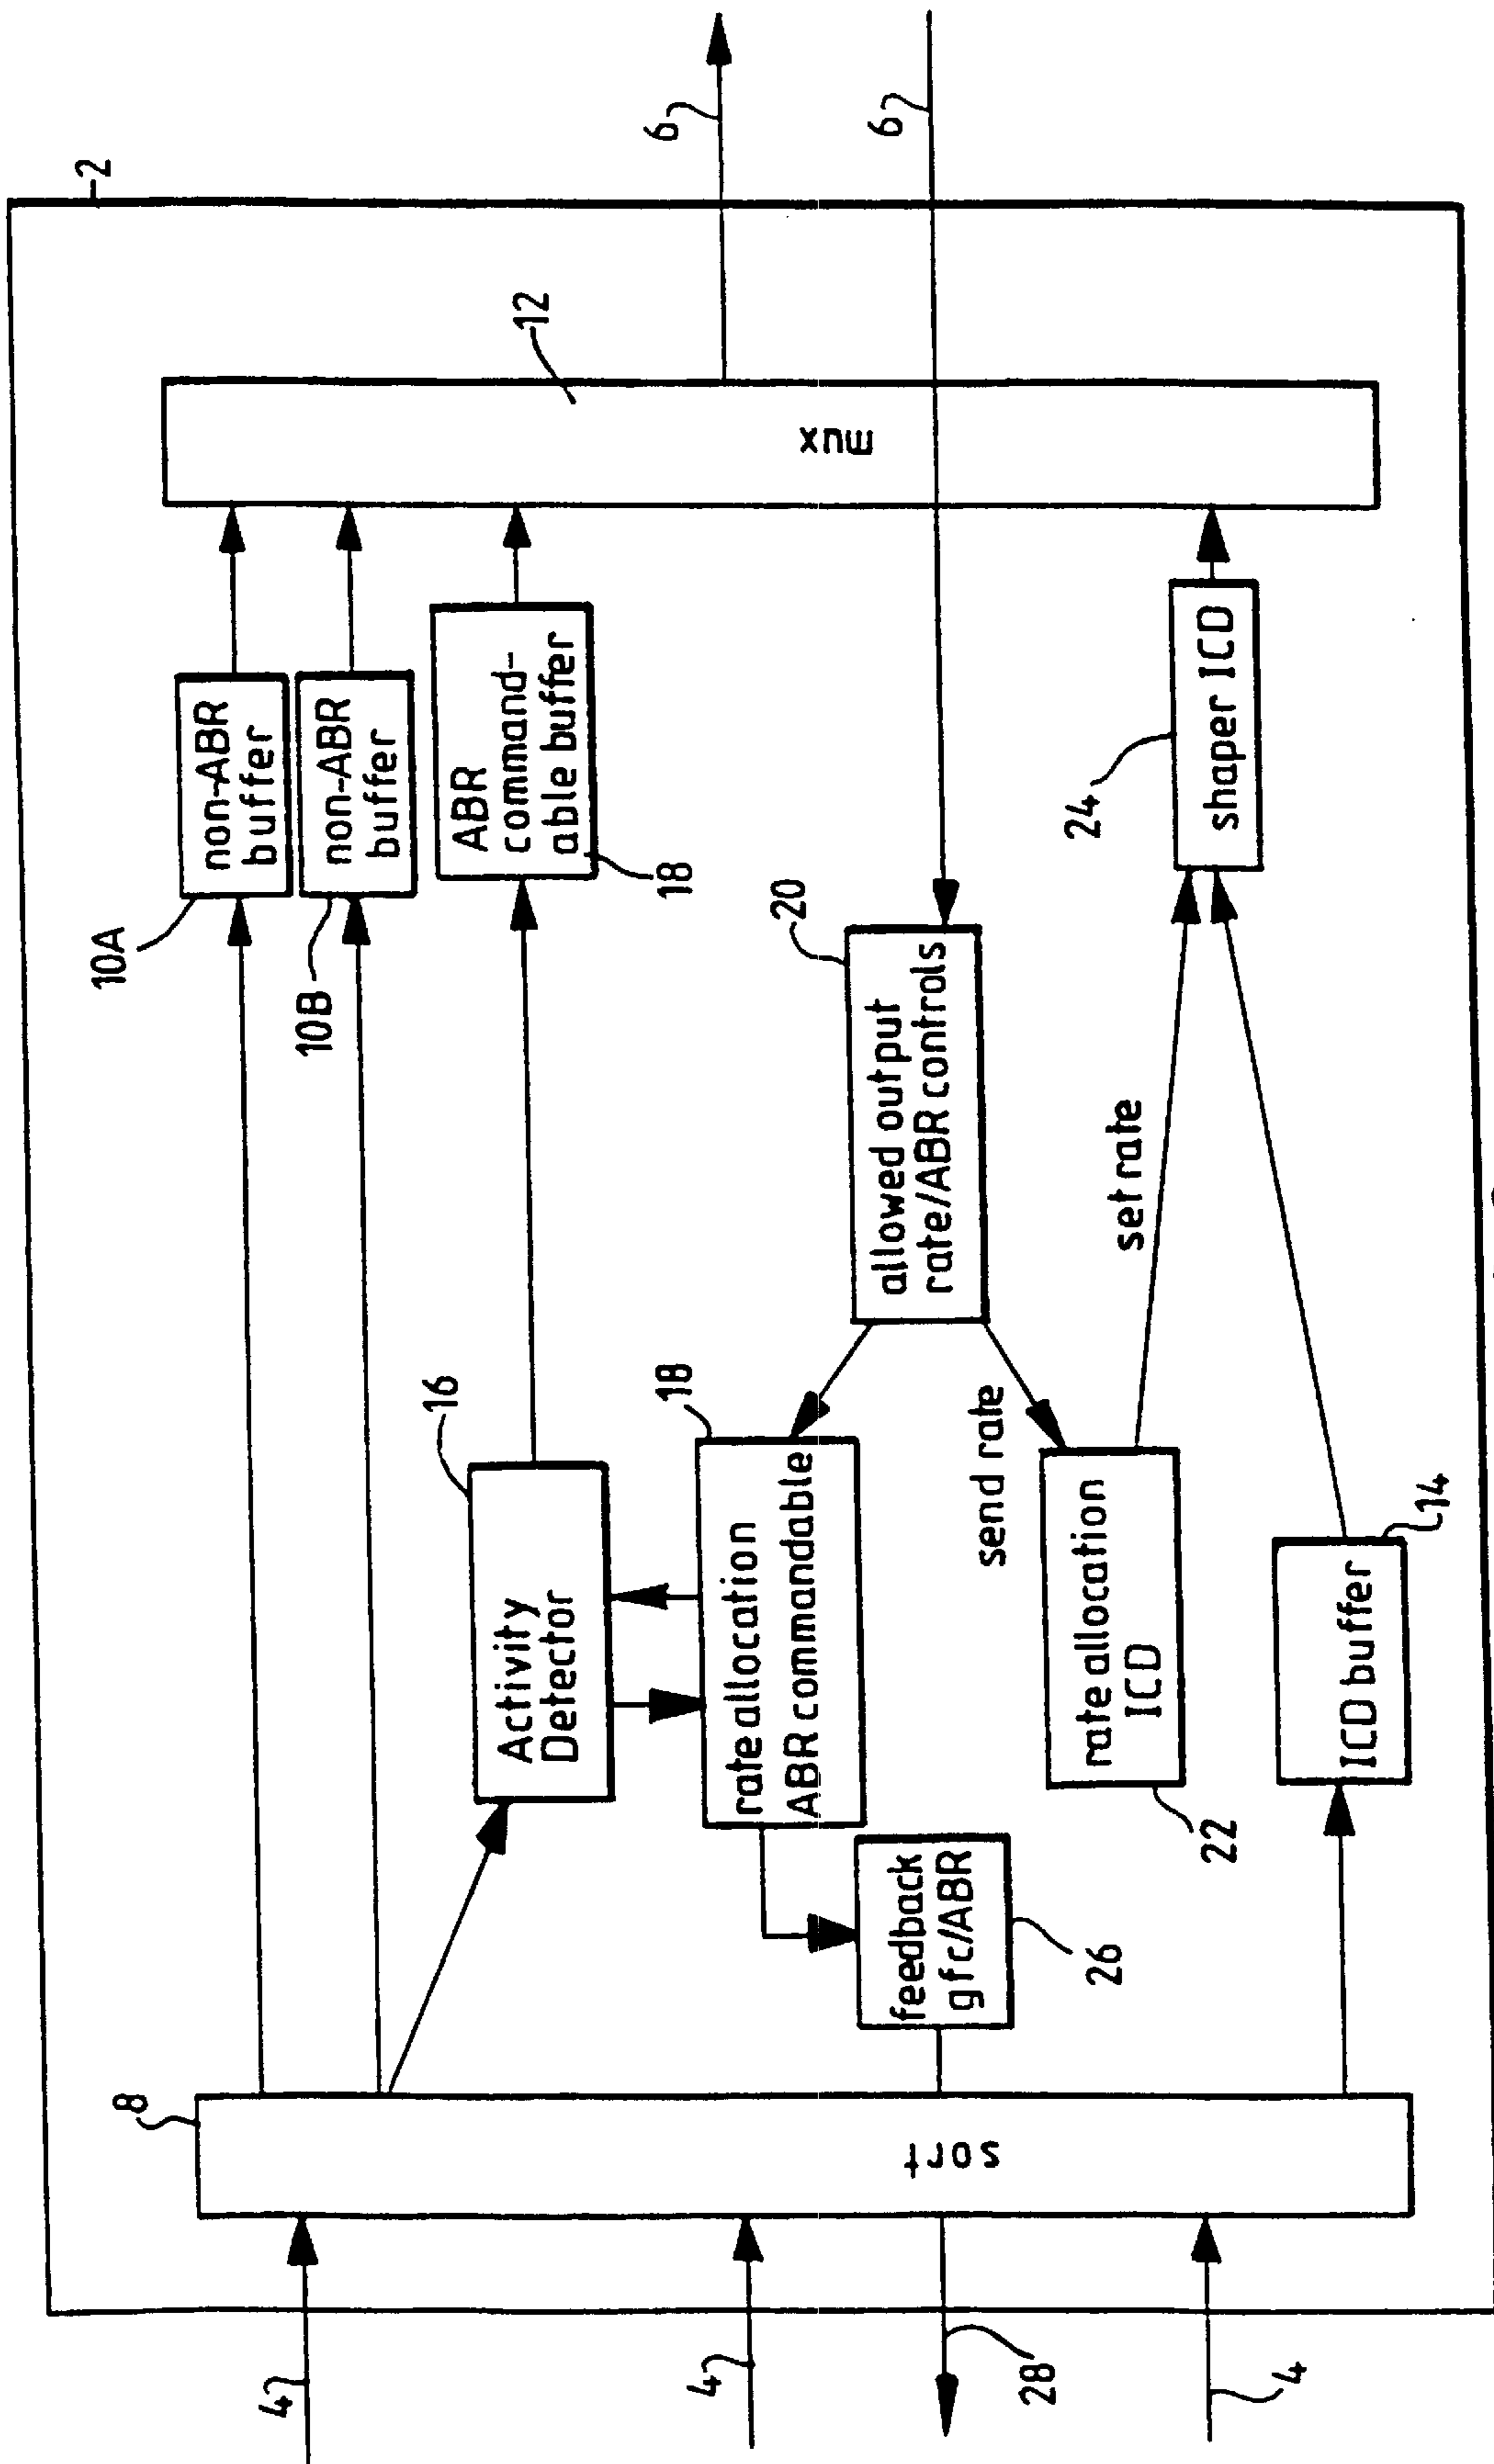 2
6
6
12
mux
non-ABR
buffer
10A
non-ABR
buffer
10B
ABR
command-
able buffer
18
20
allowed output
rate/ABR controls
24
shaper ICD
set rate
16
Activity
Detector
18
rate allocation
ABR commandable
send rate
rate allocation
ICD
22
ICD buffer
14
feedback
gfc/ABR
26
8
sort
4
4
28
4